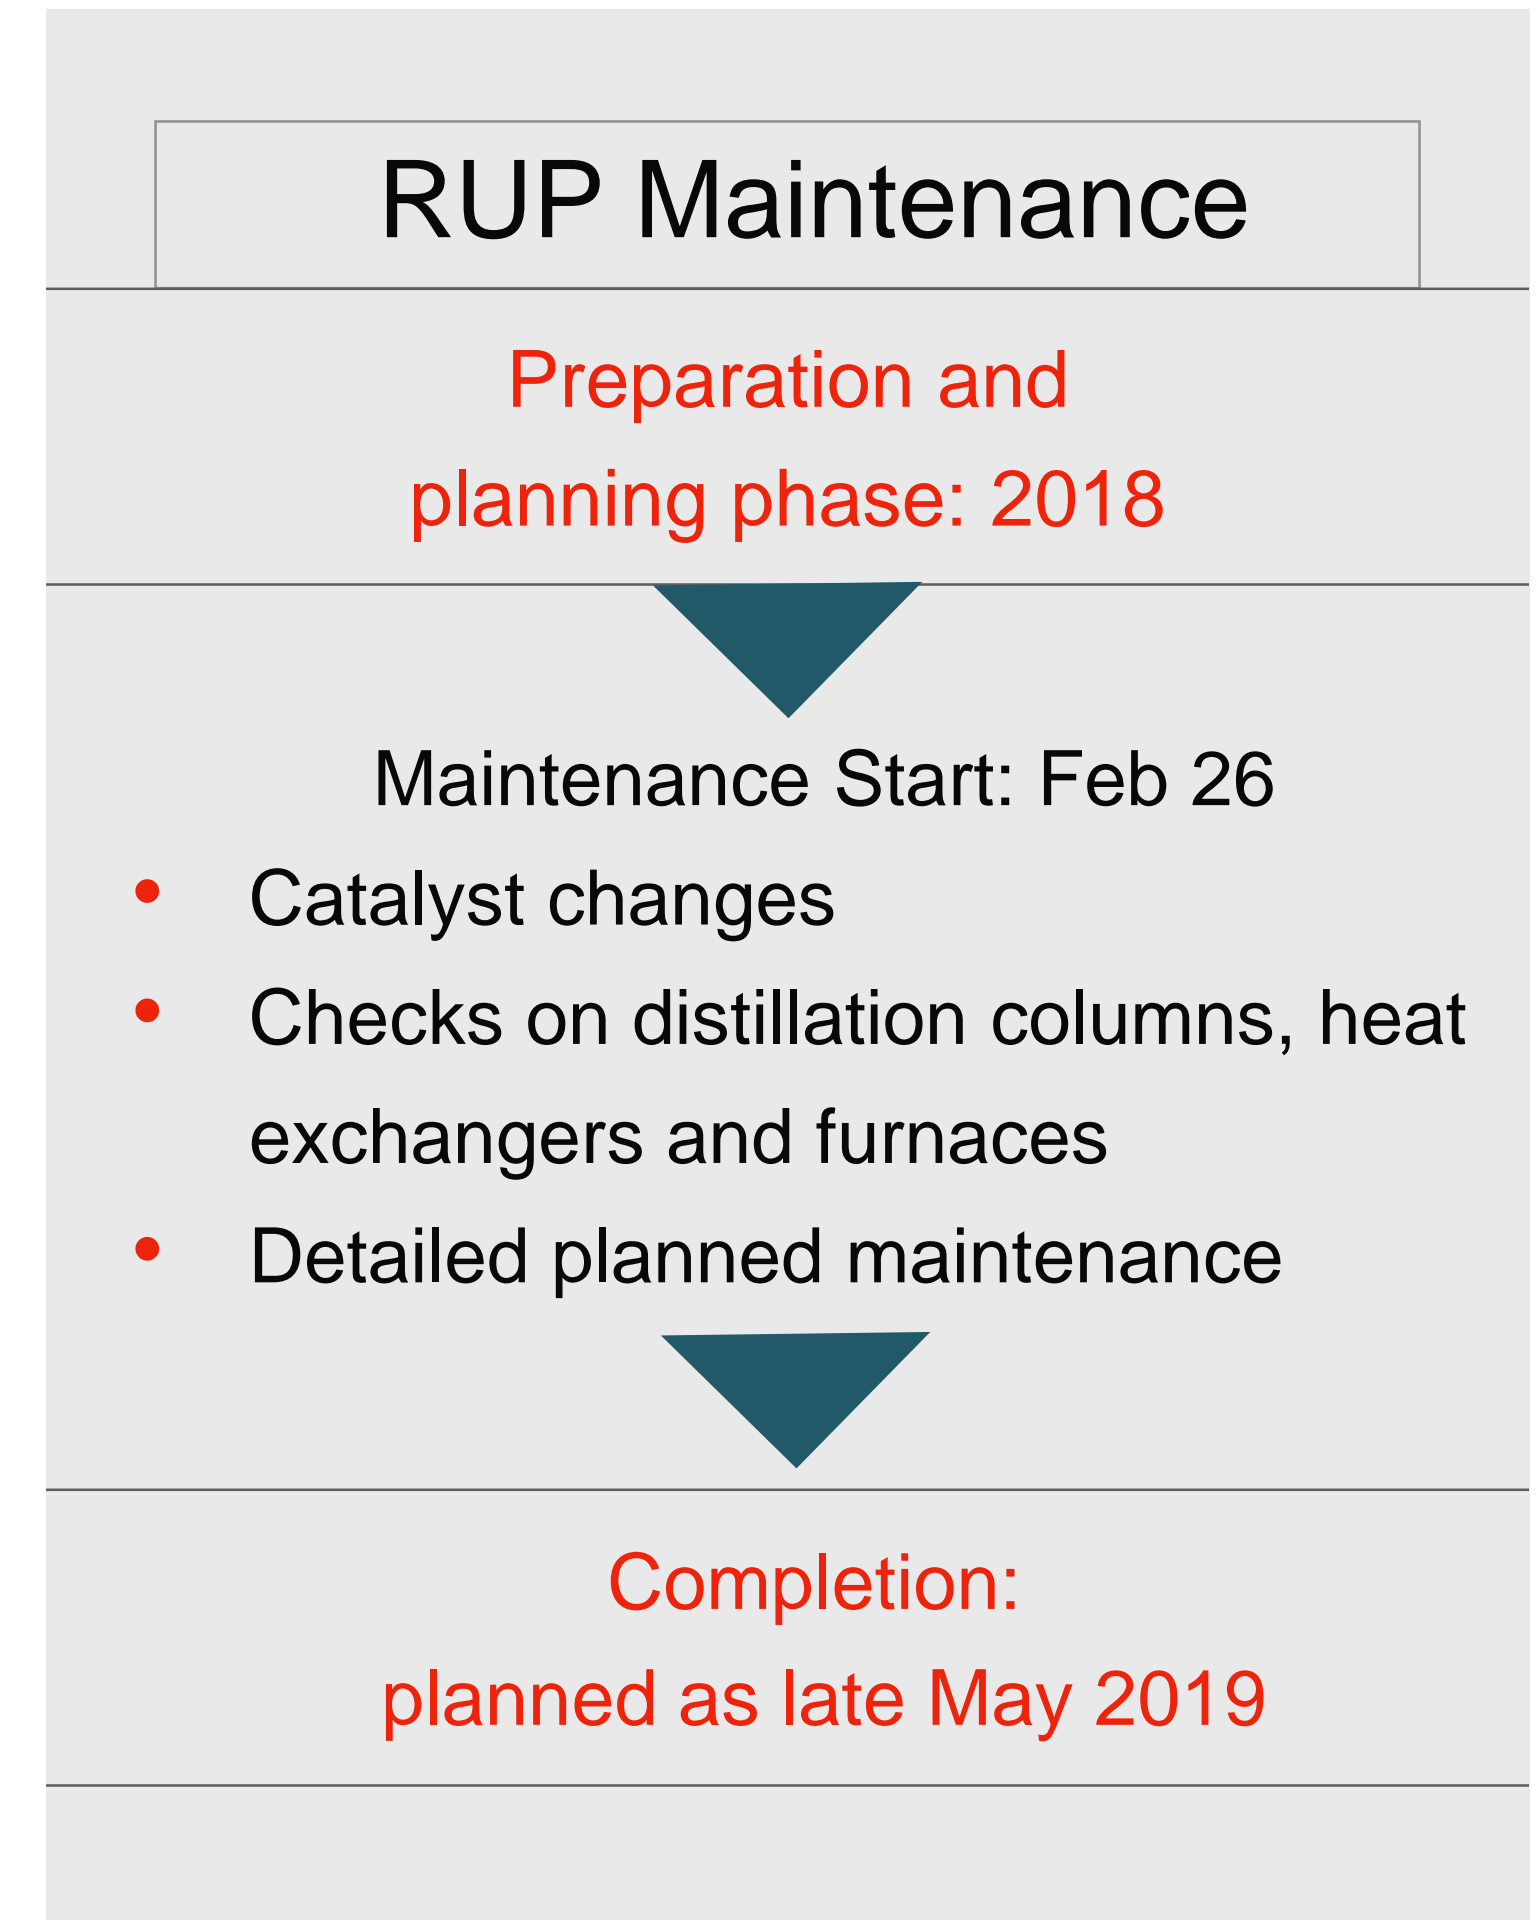 RUP Maintenance
Preparation and
planning phase: 2018
Maintenance Start: Feb 26
• Catalyst changes
• Checks on distillation columns, heat
exchangers and furnaces
• Detailed planned maintenance
Completion:
planned as late May 2019